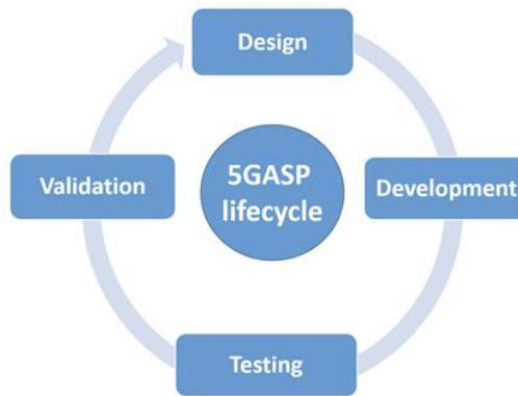 Design
Validation
5GASP
lifecycle
Development
Testing